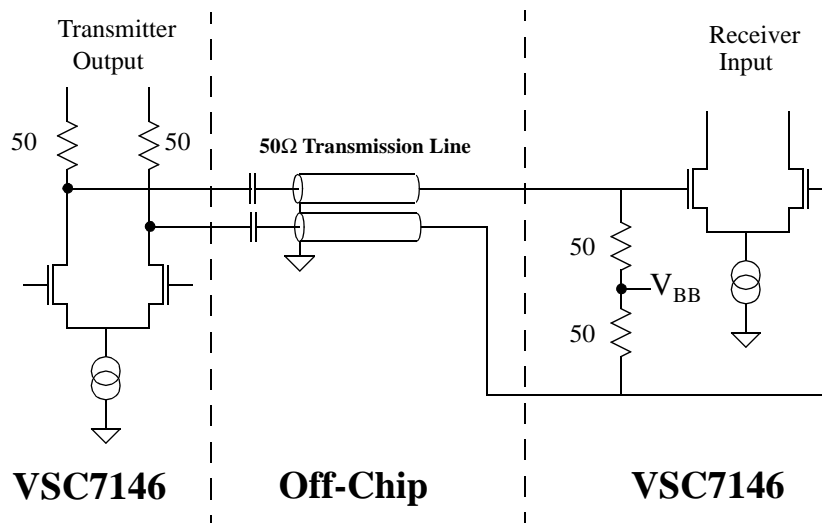 Transmitter
Output
Receiver
Input
50
50
50Ω Transmission Line
50
V_BB
50
VSC7146
Off-Chip
VSC7146